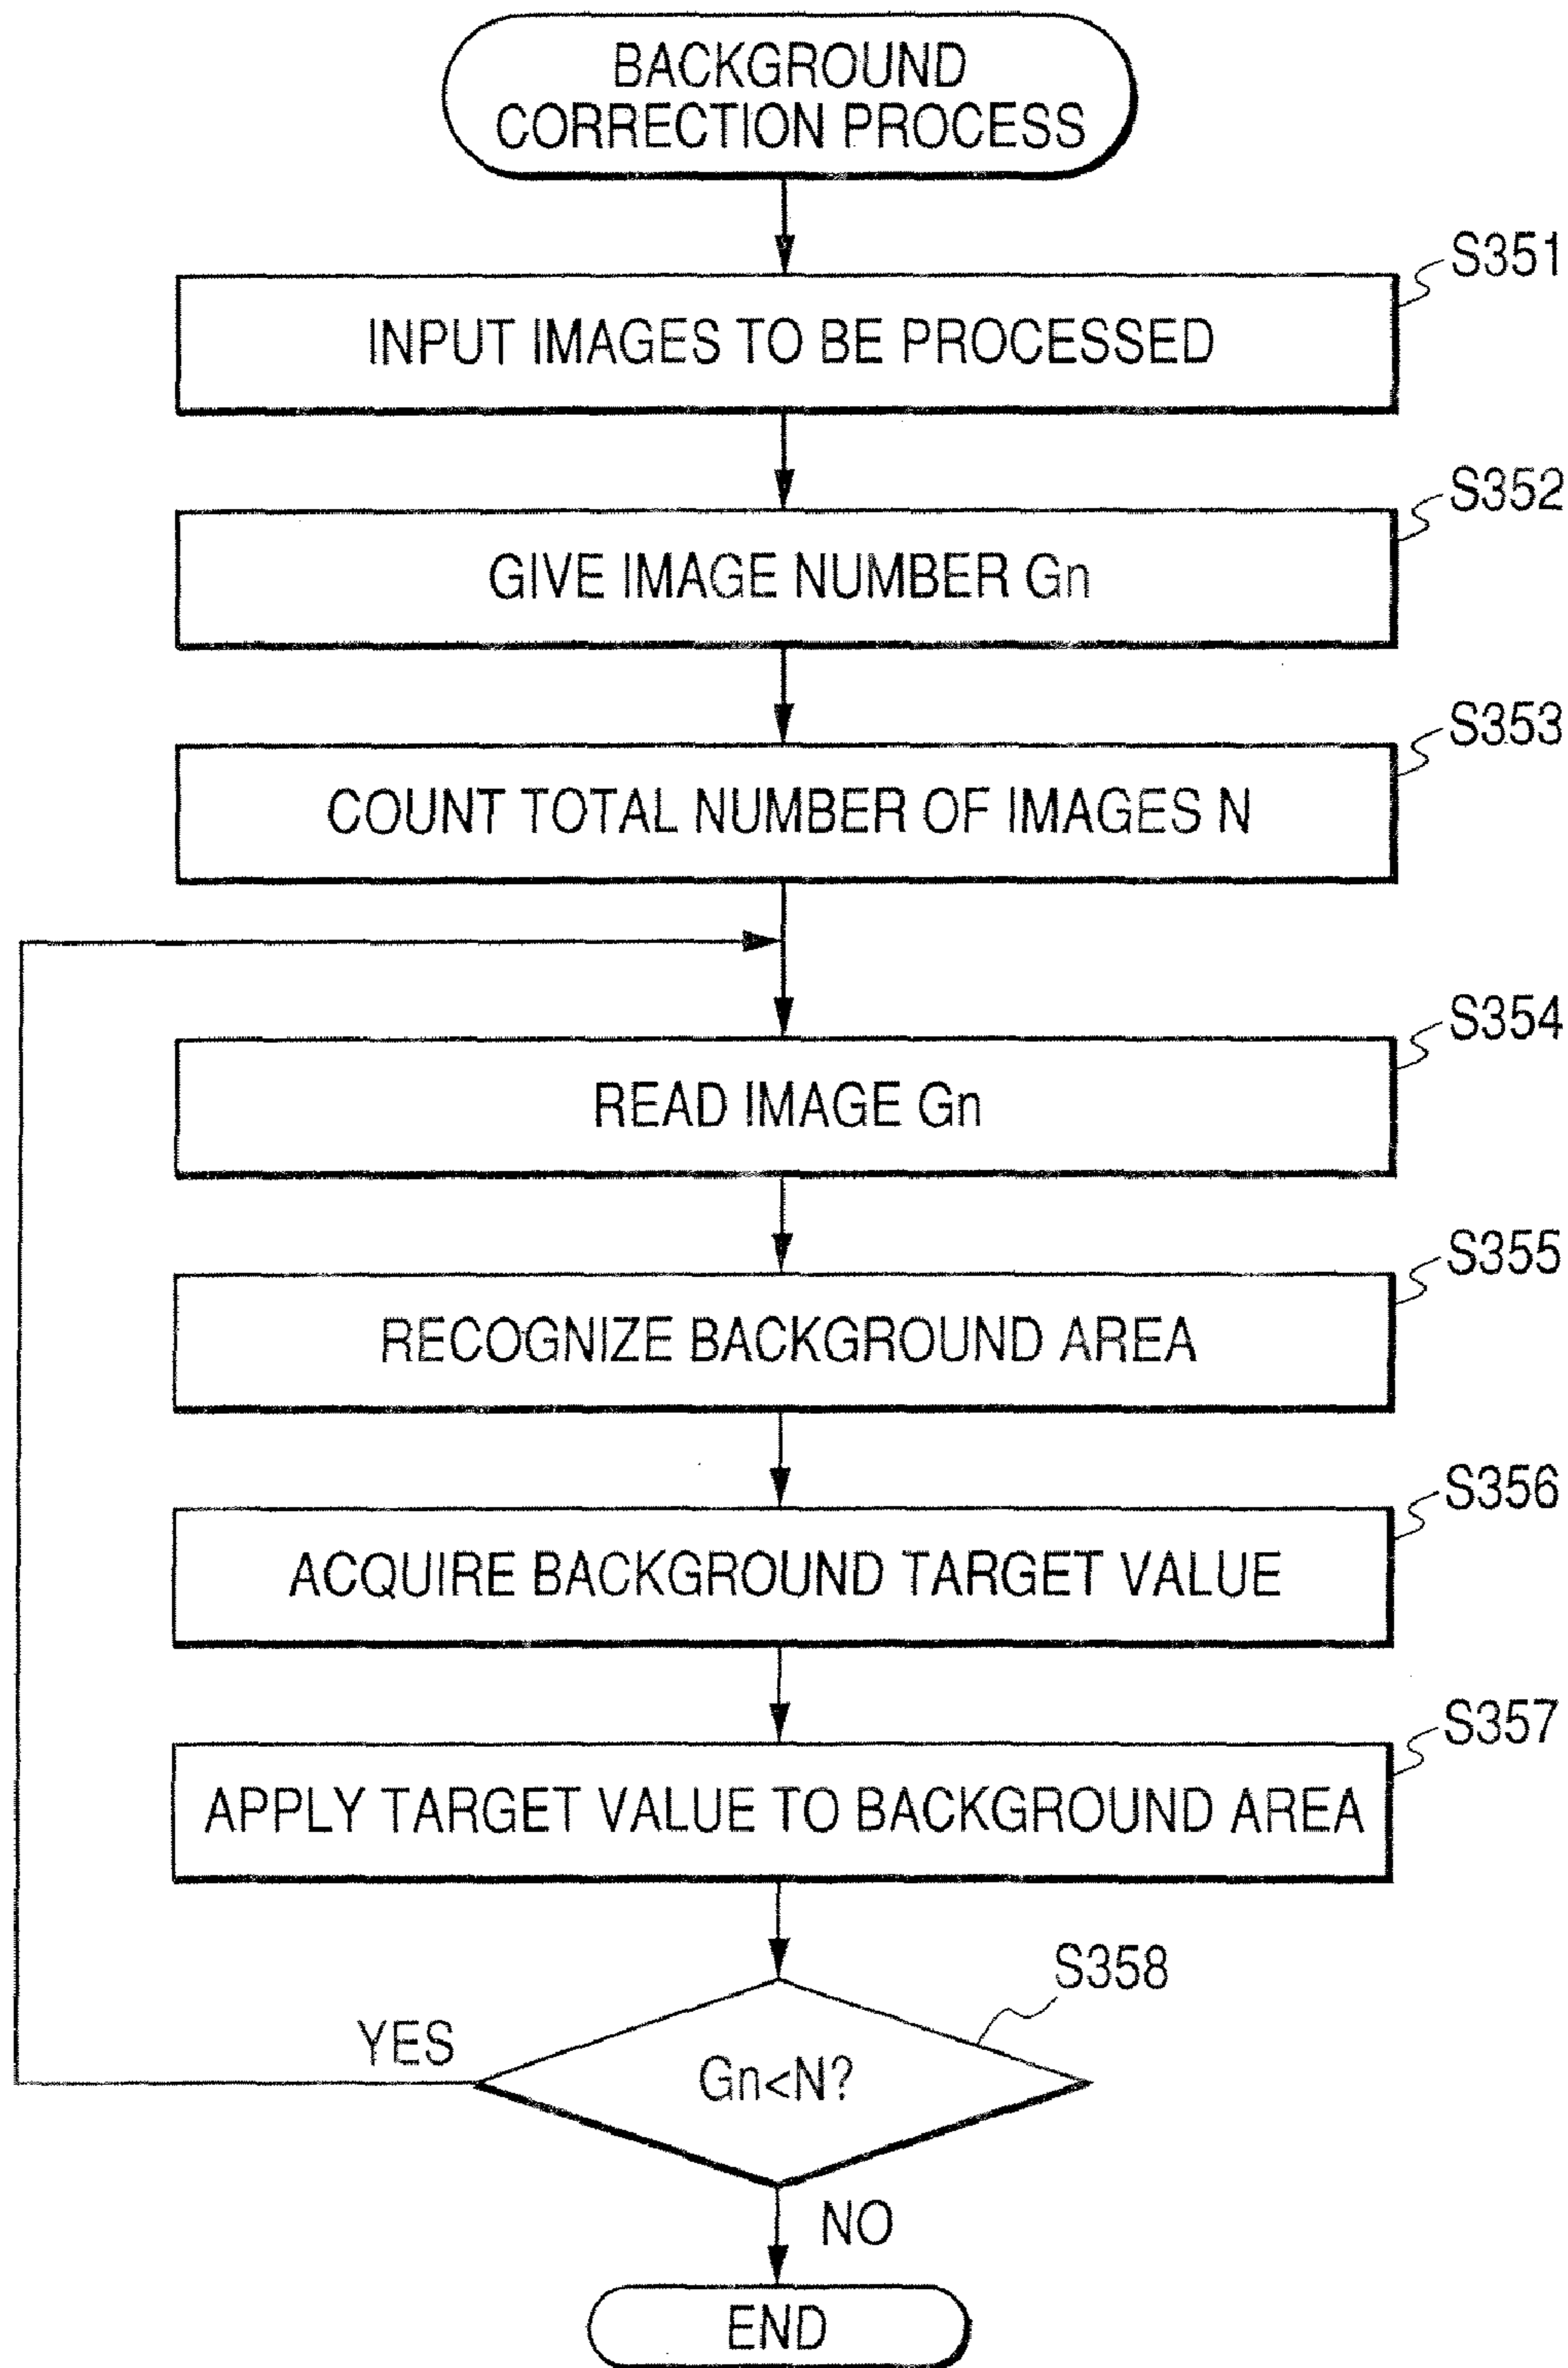 BACKGROUND
CORRECTION PROCESS
S351
INPUT IMAGES TO BE PROCESSED
S352
GIVE IMAGE NUMBER Gn
S353
COUNT TOTAL NUMBER OF IMAGES N
S354
READ IMAGE Gn
S355
RECOGNIZE BACKGROUND AREA
S356
ACQUIRE BACKGROUND TARGET VALUE
S357
APPLY TARGET VALUE TO BACKGROUND AREA
S358
YES
Gn<N?
NO
END